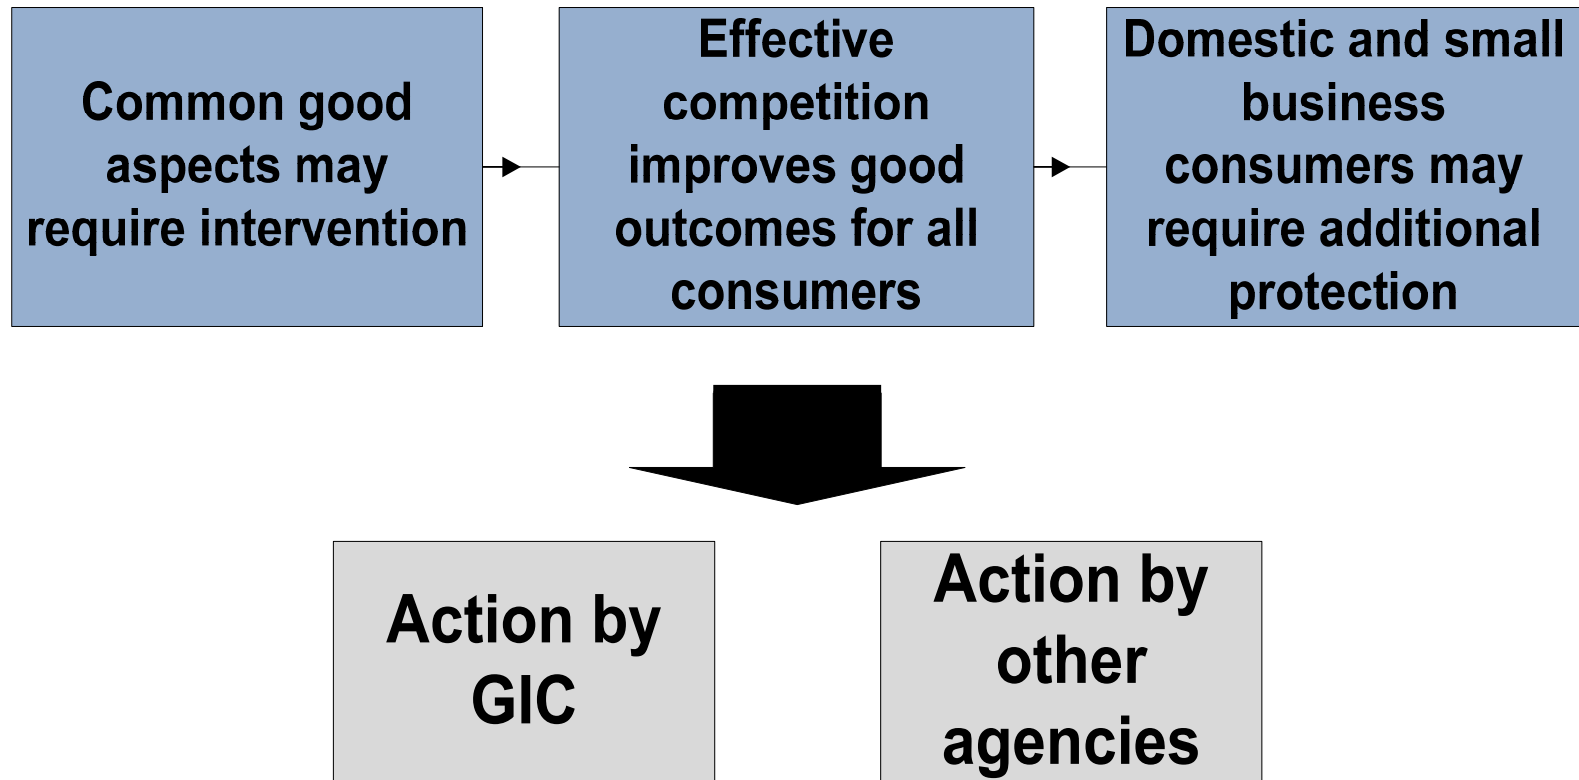 Common good
aspects may
require intervention
Effective
competition
improves good
outcomes for all
consumers
Domestic and small
business
consumers may
require additional
protection
Action by
GIC
Action by
other
agencies